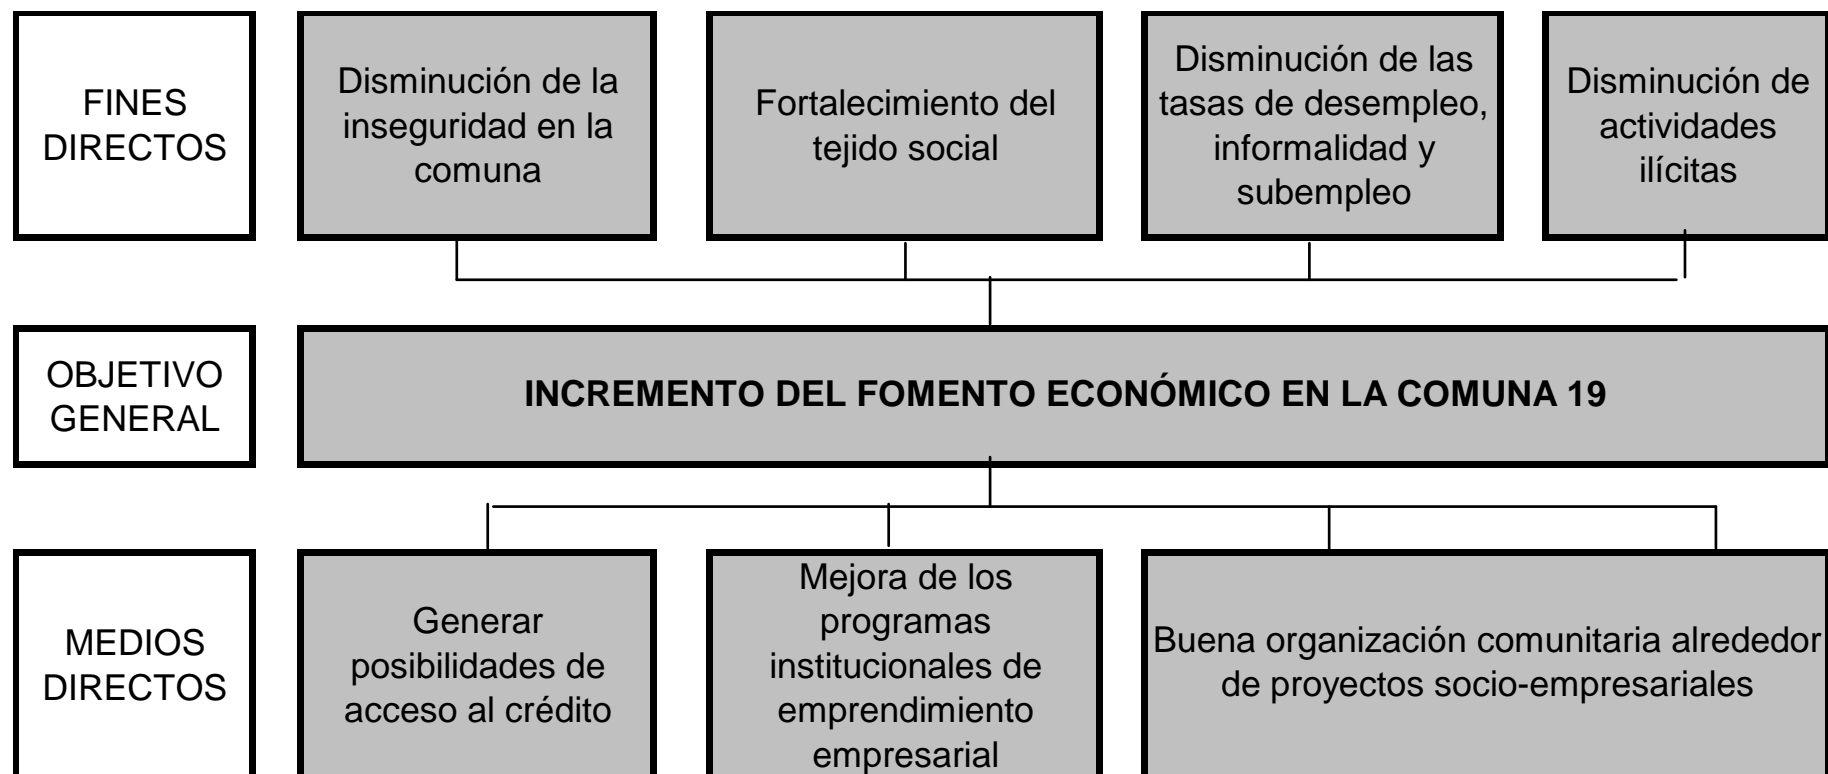 FINES
DIRECTOS
Disminución de la
inseguridad en la
comuna
Fortalecimiento del
tejido social
Disminución de las
tasas de desempleo,
informalidad y
subempleo
Disminución de
actividades
ilícitas
OBJETIVO
GENERAL
INCREMENTO DEL FOMENTO ECONÓMICO EN LA COMUNA 19
MEDIOS
DIRECTOS
Generar
posibilidades de
acceso al crédito
Mejora de los
programas
institucionales de
emprendimiento
empresarial
Buena organización comunitaria alrededor
de proyectos socio-empresariales